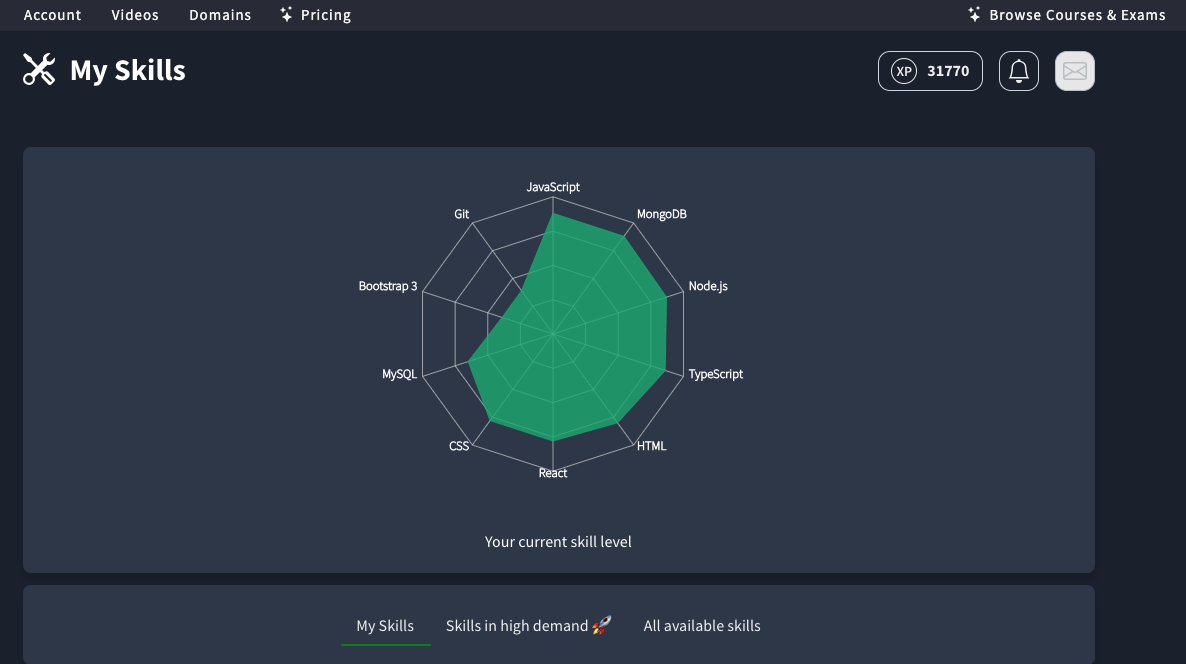 Account Videos Domains Pricing Browse Courses & Exams
My Skills
XP 31770
JavaScript
Git MongoDB
Bootstrap 3 Node.js
MySQL TypeScript
CSS HTML
React
Your current skill level
My Skills Skills in high demand 🚀 All available skills